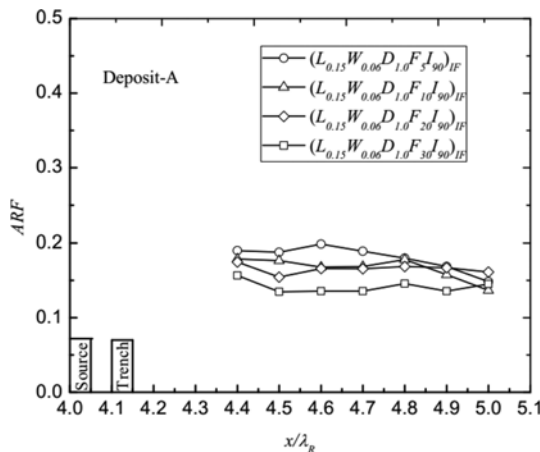 0.5
0.4
0.3
0.2
0.1
0.0
ARF
Deposit-A
(L0.15W0.06D1.0F5I90)IF
(L0.15W0.06D1.0F10I90)IF
(L0.15W0.06D1.0F20I90)IF
(L0.15W0.06D1.0F30I90)IF
Source
Trench
4.0 4.1 4.2 4.3 4.4 4.5 4.6 4.7 4.8 4.9 5.0 5.1
x/λR